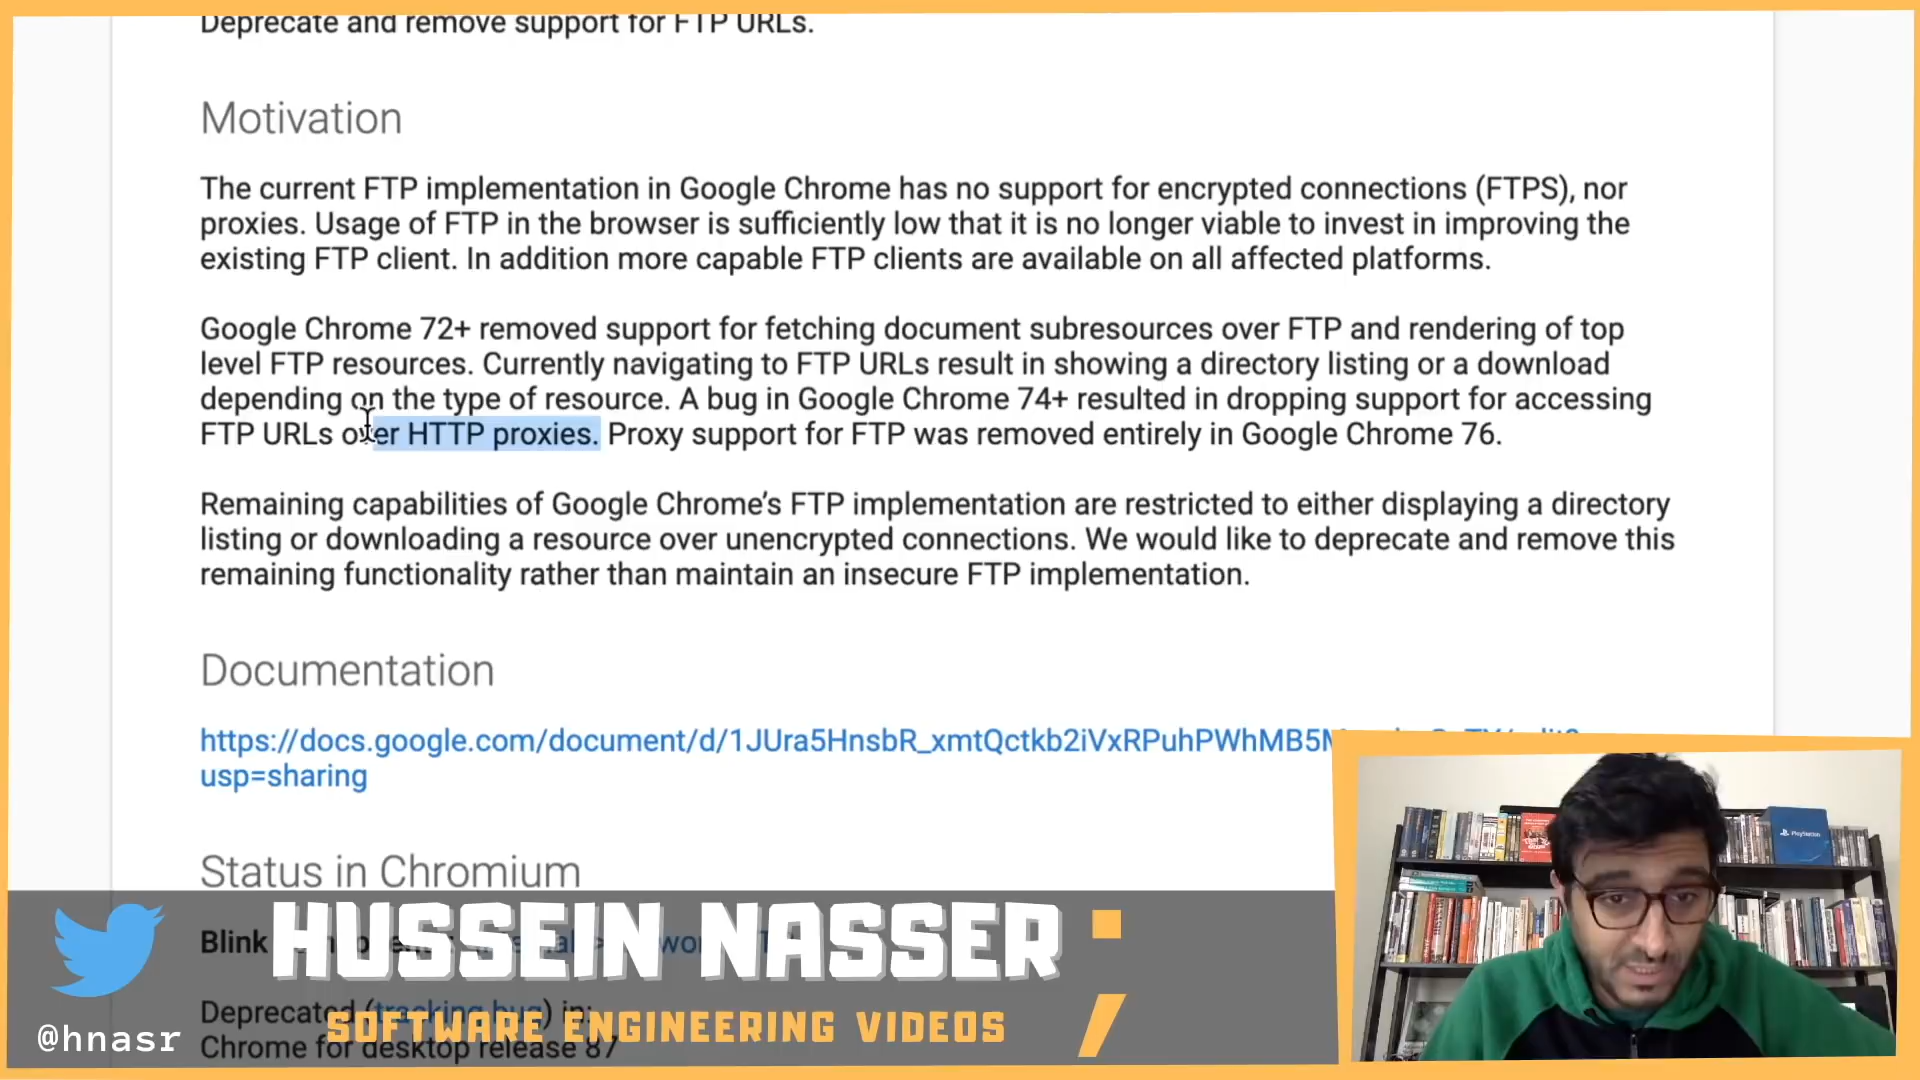 Deprecate and remove support for FTP URLs.
Motivation
The current FTP implementation in Google Chrome has no support for encrypted connections (FTPS), nor
proxies. Usage of FTP in the browser is sufficiently low that it is no longer viable to invest in improving the
existing FTP client. In addition more capable FTP clients are available on all affected platforms.
Google Chrome 72+ removed support for fetching document subresources over FTP and rendering of top
level FTP resources. Currently navigating to FTP URLs result in showing a directory listing or a download
depending on the type of resource. A bug in Google Chrome 74+ resulted in dropping support for accessing
FTP URLs over HTTP proxies. Proxy support for FTP was removed entirely in Google Chrome 76.
Remaining capabilities of Google Chrome’s FTP implementation are restricted to either displaying a directory
listing or downloading a resource over unencrypted connections. We would like to deprecate and remove this
remaining functionality rather than maintain an insecure FTP implementation.
Documentation
https://docs.google.com/document/d/1JUra5HnsbR_xmtQctkb2iVxRPuhPWhMB5M
usp=sharing
Status in Chromium
Blink
HUSSEIN NASSER ;
Deprecated (tracking bug) in:
SOFTWARE ENGINEERING VIDEOS
@hnasr
Chrome for desktop release 87
PlayStation